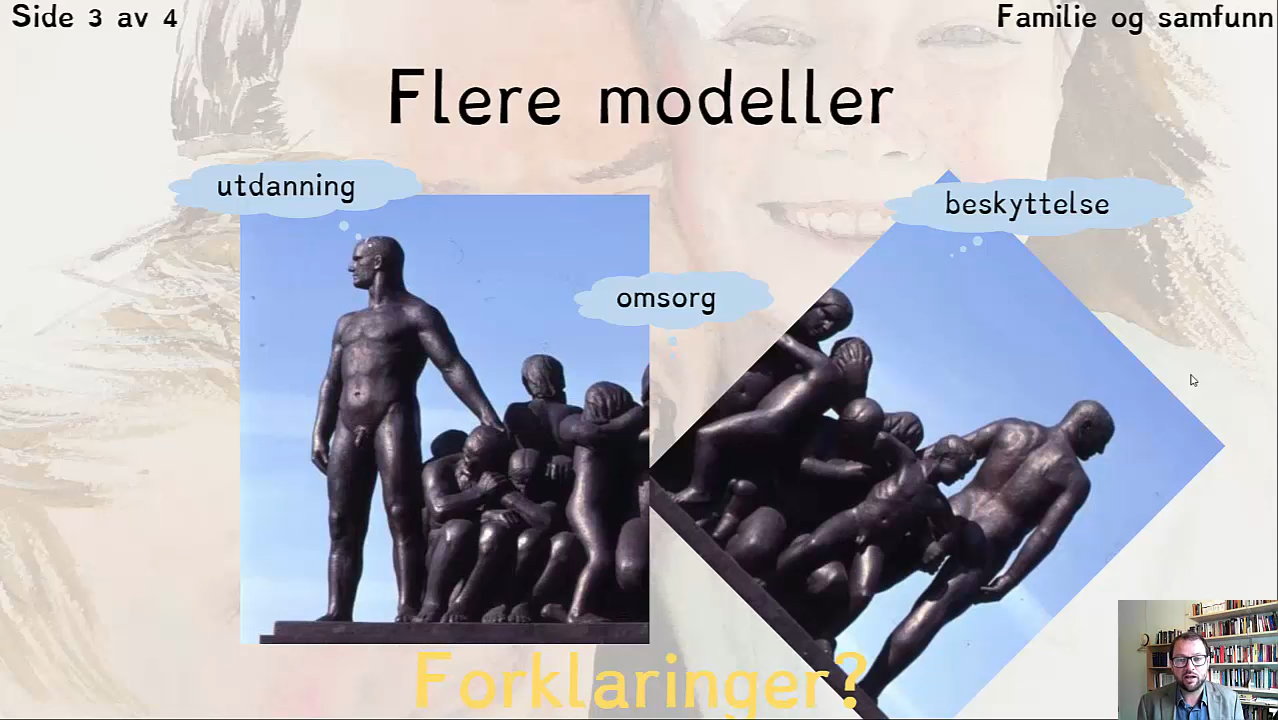 Side 3 av 4
Familie og samfunn
Flere modeller
utdanning
beskyttelse
omsorg
Forklaringer?